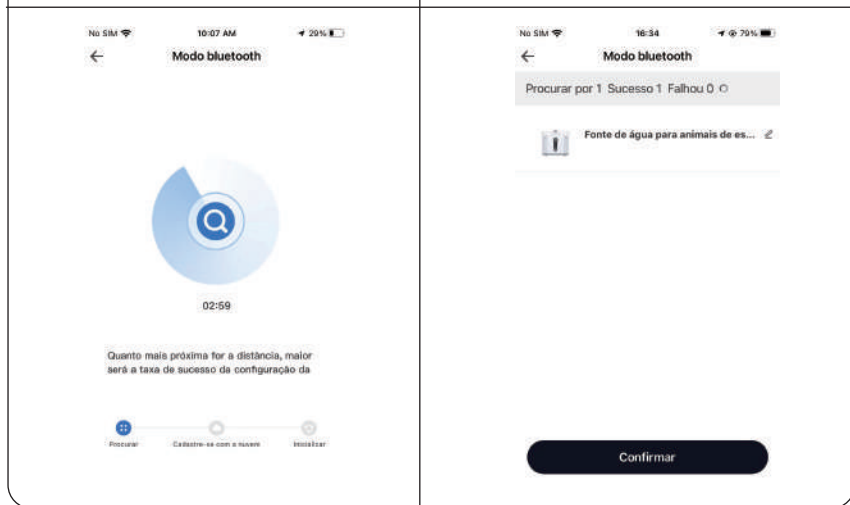 No SIM 10:07 AM 29%
Modo bluetooth
02:59
Quanto mais próxima for a distância, maior
será a taxa de sucesso da configuração da
Procurar Cadastre-se com a nuvem Inicializar
No SIM 16:34 79%
Modo bluetooth
Procurar por 1 Sucesso 1 Falhou 0
Fonte de água para animais de es...
Confirmar